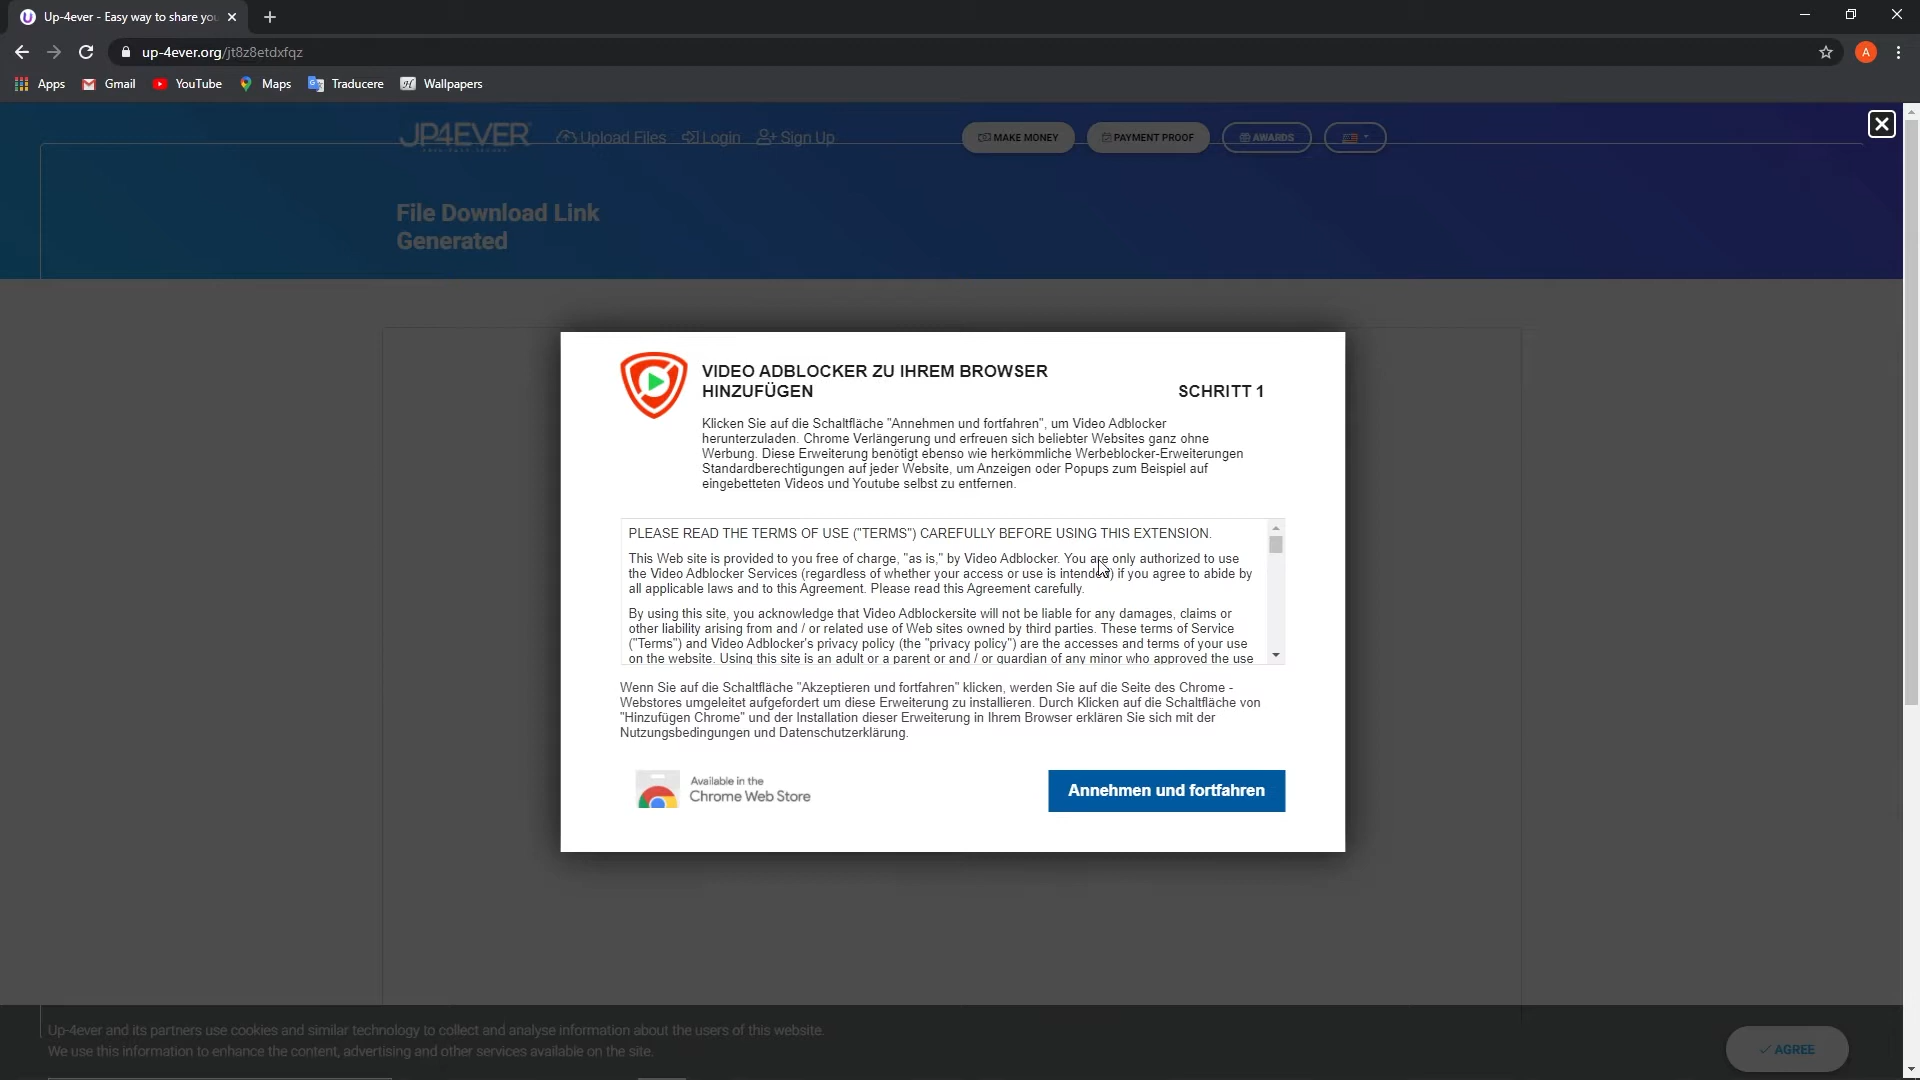 Up-4ever - Easy way to share you
up-4ever.org/jt8z8etdxfqz
A
Apps Gmail YouTube Maps Traducere Wallpapers
UP4EVER Upload Files Login Sign Up MAKE MONEY PAYMENT PROOF AWARDS
File Download Link
Generated
VIDEO ADBLOCKER ZU IHREM BROWSER
HINZUFÜGEN
SCHRITT 1
Klicken Sie auf die Schaltfläche "Annehmen und fortfahren", um Video Adblocker
herunterzuladen. Chrome Verlängerung und erfreuen sich beliebter Websites ganz ohne
Werbung. Diese Erweiterung benötigt ebenso wie herkömmliche Werbeblocker-Erweiterungen
Standardberechtigungen auf jeder Website, um Anzeigen oder Popups zum Beispiel auf
eingebetteten Videos und Youtube selbst zu entfernen.
PLEASE READ THE TERMS OF USE ("TERMS") CAREFULLY BEFORE USING THIS EXTENSION.
This Web site is provided to you free of charge, "as is," by Video Adblocker. You are only authorized to use
the Video Adblocker Services (regardless of whether your access or use is intended) if you agree to abide by
all applicable laws and to this Agreement. Please read this Agreement carefully.
By using this site, you acknowledge that Video Adblockersite will not be liable for any damages, claims or
other liability arising from and / or related use of Web sites owned by third parties. These terms of Service
("Terms") and Video Adblocker's privacy policy (the "privacy policy") are the accesses and terms of your use
on the website. Using this site is an adult or a parent or and / or guardian of any minor who approved the use
Wenn Sie auf die Schaltfläche "Akzeptieren und fortfahren" klicken, werden Sie auf die Seite des Chrome -
Webstores umgeleitet aufgefordert um diese Erweiterung zu installieren. Durch Klicken auf die Schaltfläche von
"Hinzufügen Chrome" und der Installation dieser Erweiterung in Ihrem Browser erklären Sie sich mit der
Nutzungsbedingungen und Datenschutzerklärung.
Available in the
Chrome Web Store
Annehmen und fortfahren
Up-4ever and its partners use cookies and similar technology to collect and analyse information about the users of this website.
We use this information to enhance the content, advertising and other services available on the site.
AGREE